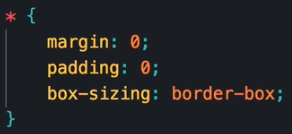 * {
margin: 0;
padding: 0;
box-sizing: border-box;
}